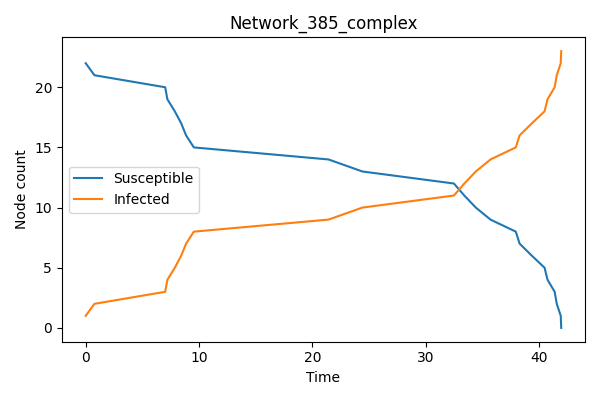 Network_385_complex
Node count
20
15
10
5
0
Susceptible
Infected
0 10 20 30 40
Time